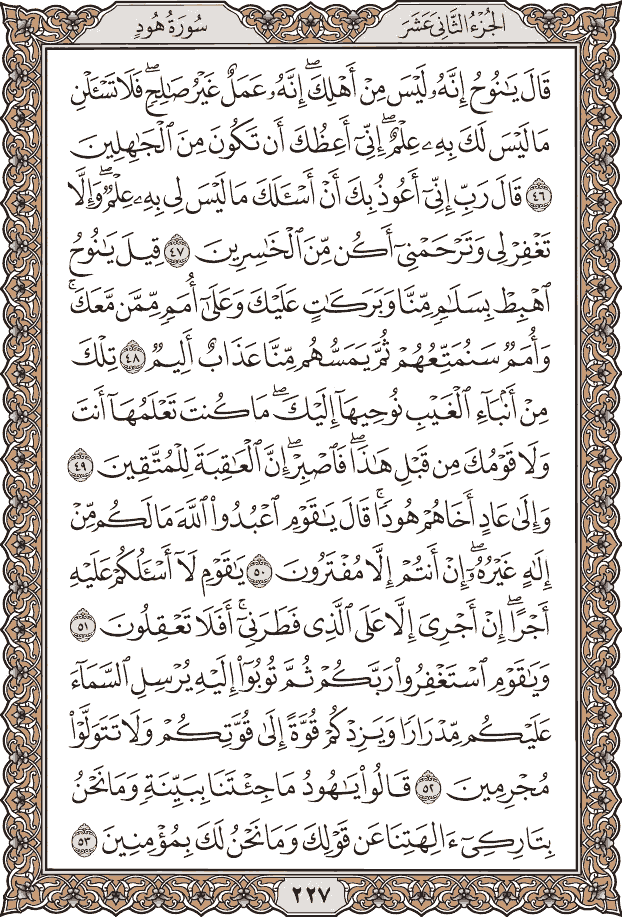 الجُزْءُ الثَّانِي عَشَرَ
سُورَةُ هُودٍ
قَالَ يَٰنُوحُ إِنَّهُۥ لَيْسَ مِنْ أَهْلِكَۖ إِنَّهُۥ عَمَلٌ غَيْرُ صَٰلِحٖۖ فَلَا تَسْـَٔلْنِ
مَا لَيْسَ لَكَ بِهِۦ عِلْمٌۖ إِنِّيٓ أَعِظُكَ أَن تَكُونَ مِنَ ٱلْجَٰهِلِينَ
٤٦ قَالَ رَبِّ إِنِّيٓ أَعُوذُ بِكَ أَنْ أَسْـَٔلَكَ مَا لَيْسَ لِي بِهِۦ عِلْمٌۖ وَإِلَّا
تَغْفِرْ لِي وَتَرْحَمْنِيٓ أَكُن مِّنَ ٱلْخَٰسِرِينَ ٤٧ قِيلَ يَٰنُوحُ
ٱهْبِطْ بِسَلَٰمٍ مِّنَّا وَبَرَكَٰتٍ عَلَيْكَ وَعَلَىٰٓ أُمَمٍ مِّمَّن مَّعَكَۚ
وَأُمَمٌ سَنُمَتِّعُهُمْ ثُمَّ يَمَسُّهُم مِّنَّا عَذَابٌ أَلِيمٌ ٤٨ تِلْكَ
مِنْ أَنۢبَآءِ ٱلْغَيْبِ نُوحِيهَآ إِلَيْكَۖ مَا كُنتَ تَعْلَمُهَآ أَنتَ
وَلَا قَوْمُكَ مِن قَبْلِ هَٰذَاۖ فَٱصْبِرْۖ إِنَّ ٱلْعَٰقِبَةَ لِلْمُتَّقِينَ ٤٩
وَإِلَىٰ عَادٍ أَخَاهُمْ هُودًاۚ قَالَ يَٰقَوْمِ ٱعْبُدُوا۟ ٱللَّهَ مَا لَكُم مِّنْ
إِلَٰهٍ غَيْرُهُۥٓۖ إِنْ أَنتُمْ إِلَّا مُفْتَرُونَ ٥٠ يَٰقَوْمِ لَآ أَسْـَٔلُكُمْ عَلَيْهِ
أَجْرًاۖ إِنْ أَجْرِيَ إِلَّا عَلَى ٱلَّذِي فَطَرَنِيٓۚ أَفَلَا تَعْقِلُونَ ٥١
وَيَٰقَوْمِ ٱسْتَغْفِرُوا۟ رَبَّكُمْ ثُمَّ تُوبُوٓا۟ إِلَيْهِ يُرْسِلِ ٱلسَّمَآءَ
عَلَيْكُم مِّدْرَارًا وَيَزِدْكُمْ قُوَّةً إِلَىٰ قُوَّتِكُمْ وَلَا تَتَوَلَّوْا۟
مُجْرِمِينَ ٥٢ قَالُوا۟ يَٰهُودُ مَا جِئْتَنَا بِبَيِّنَةٍ وَمَا نَحْنُ
بِتَارِكِيٓ ءَالِهَتِنَا عَن قَوْلِكَ وَمَا نَحْنُ لَكَ بِمُؤْمِنِينَ ٥٣
٢٢٧